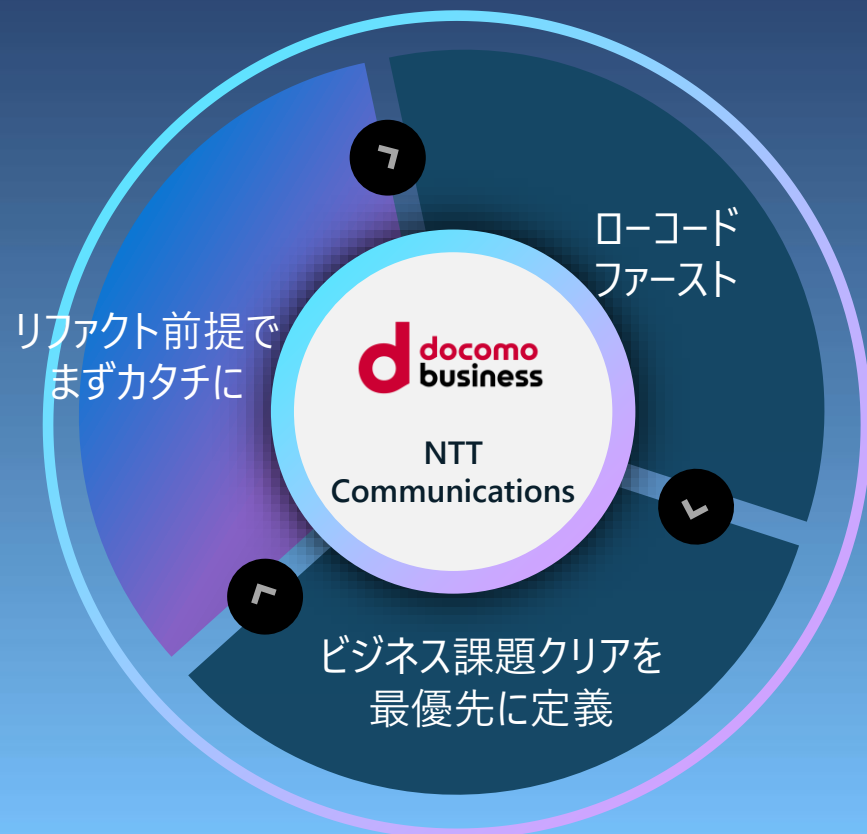 ローコード
ファースト
リファクト前提で
まずカタチに
docomo
business
NTT
Communications
ビジネス課題クリアを
最優先に定義